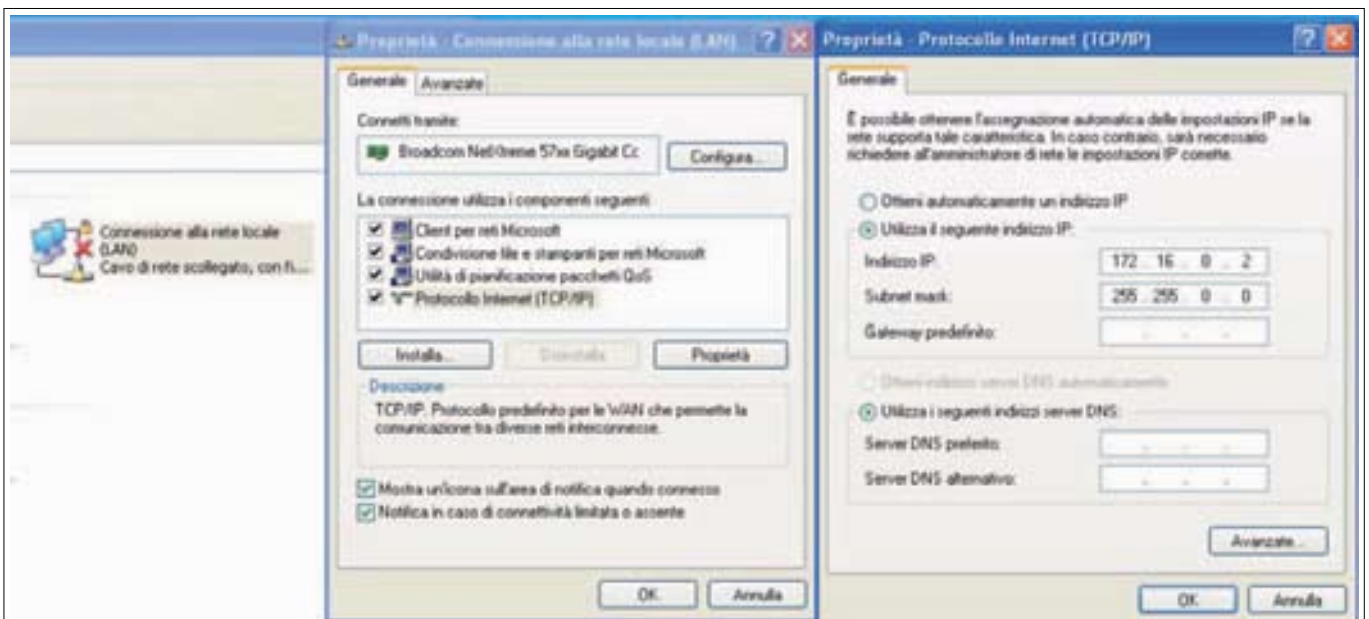 Connessione alla rete locale
(LAN)
Cavo di rete scollegato, con fi....
Proprietà - Connessione alla rete locale (LAN)
Generale
Avanzate
Connetti tramite:
Broadcom NetXtreme 57xx Gigabit Cc
Configura...
La connessione utilizza i componenti seguenti:
Client per reti Microsoft
Condivisione file e stampanti per reti Microsoft
Utilità di pianificazione pacchetti QoS
Protocollo Internet (TCP/IP)
Installa...
Disinstalla
Proprietà
Descrizione
TCP/IP. Protocollo predefinito per le WAN che permette la
comunicazione tra diverse reti interconnesse.
Mostra un'icona sull'area di notifica quando connesso
Notifica in caso di connettività limitata o assente
OK
Annulla
Proprietà - Protocollo Internet (TCP/IP)
Generale
È possibile ottenere l'assegnazione automatica delle impostazioni IP se la
rete supporta tale caratteristica. In caso contrario, sarà necessario
richiedere all'amministratore di rete le impostazioni IP corrette.
Ottieni automaticamente un indirizzo IP
Utilizza il seguente indirizzo IP:
Indirizzo IP:
172 . 16 . 0 . 2
Subnet mask:
255 . 255 . 0 . 0
Gateway predefinito:
Ottieni indirizzo server DNS automaticamente
Utilizza i seguenti indirizzi server DNS:
Server DNS preferito:
Server DNS alternativo:
Avanzate...
OK
Annulla